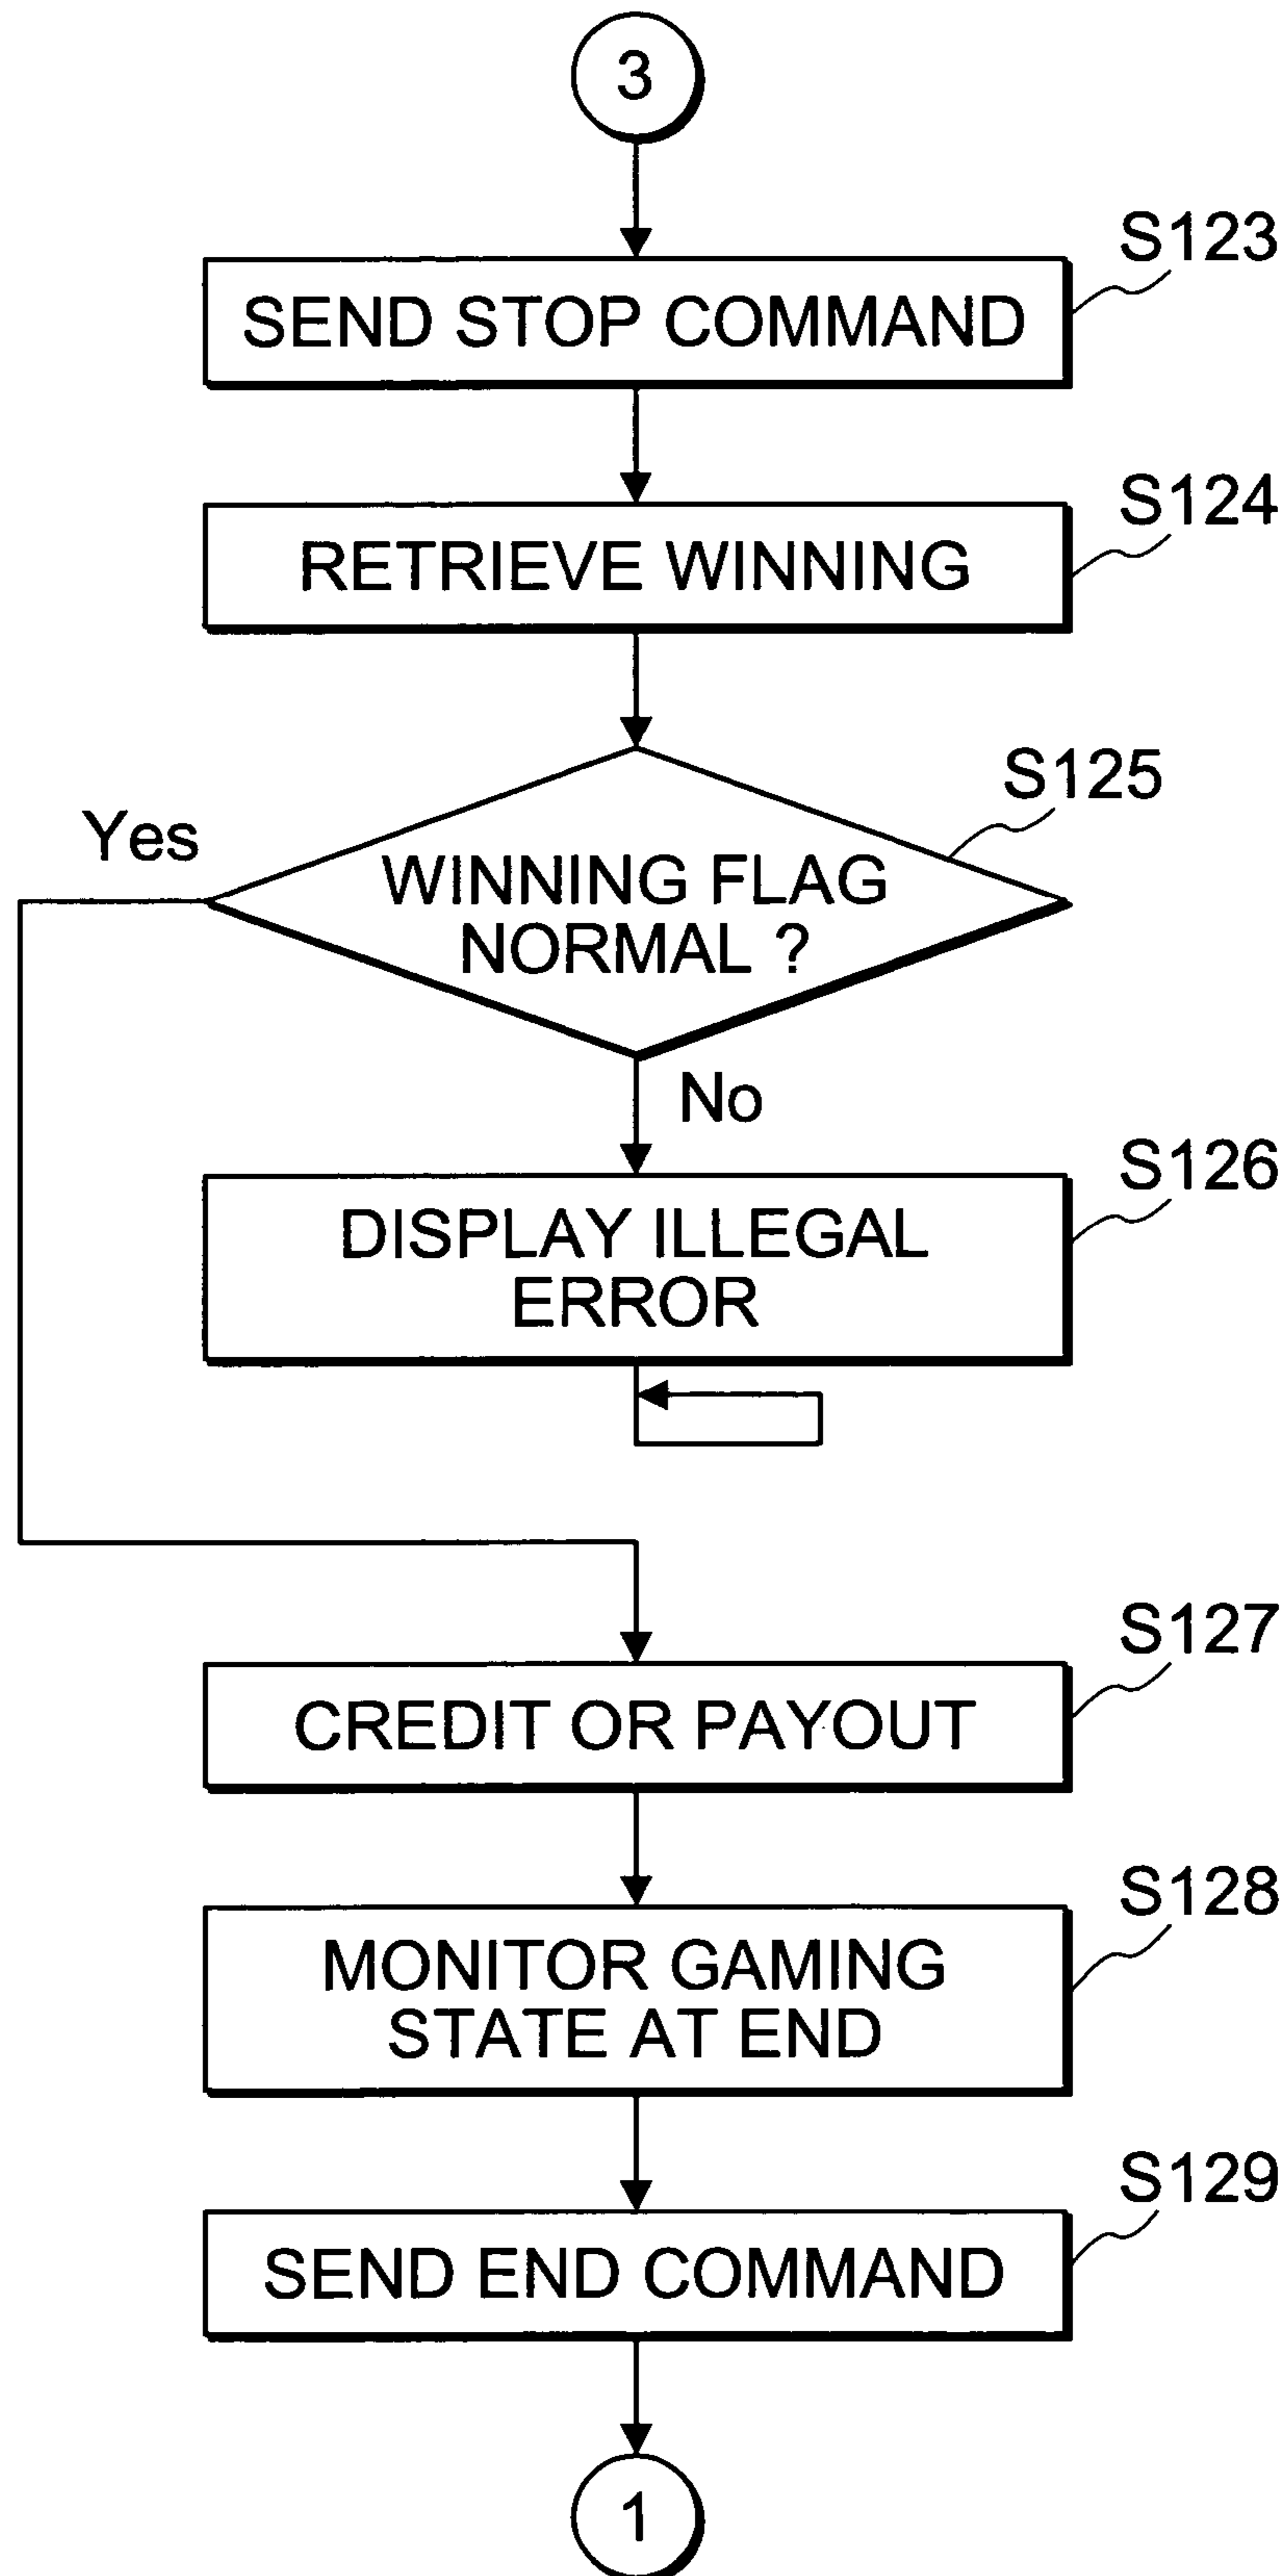 3
S123
SEND STOP COMMAND
S124
RETRIEVE WINNING
S125
Yes
WINNING FLAG
NORMAL ?
No
S126
DISPLAY ILLEGAL
ERROR
S127
CREDIT OR PAYOUT
S128
MONITOR GAMING
STATE AT END
S129
SEND END COMMAND
1